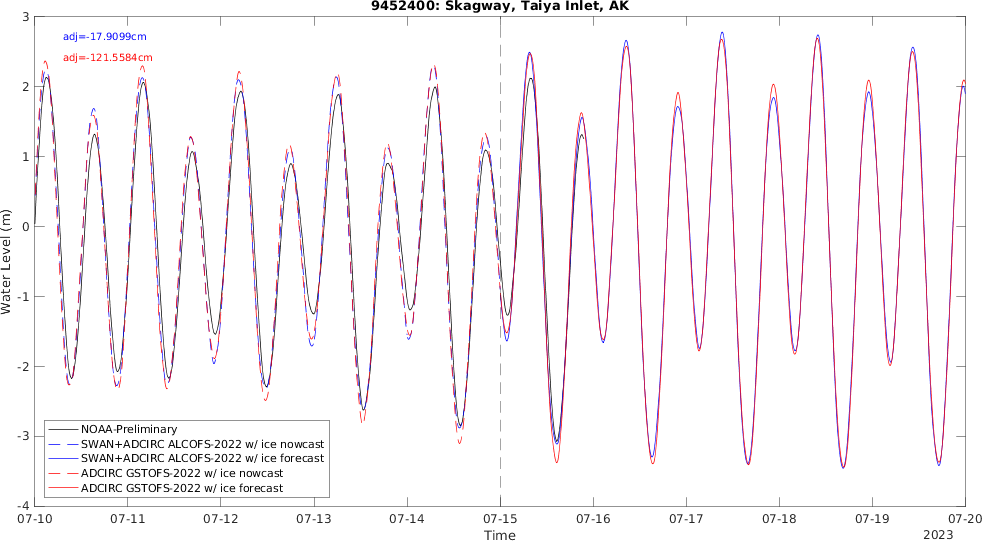 9452400: Skagway, Taiya Inlet, AK
adj=-17.9099cm
adj=-121.5584cm
3
2
1
0
-1
-2
-3
-4
Water Level (m)
NOAA-Preliminary
SWAN+ADCIRC ALCOFS-2022 w/ ice nowcast
SWAN+ADCIRC ALCOFS-2022 w/ ice forecast
ADCIRC GSTOFS-2022 w/ ice nowcast
ADCIRC GSTOFS-2022 w/ ice forecast
07-10 07-11 07-12 07-13 07-14 07-15 07-16 07-17 07-18 07-19 07-20
Time
2023